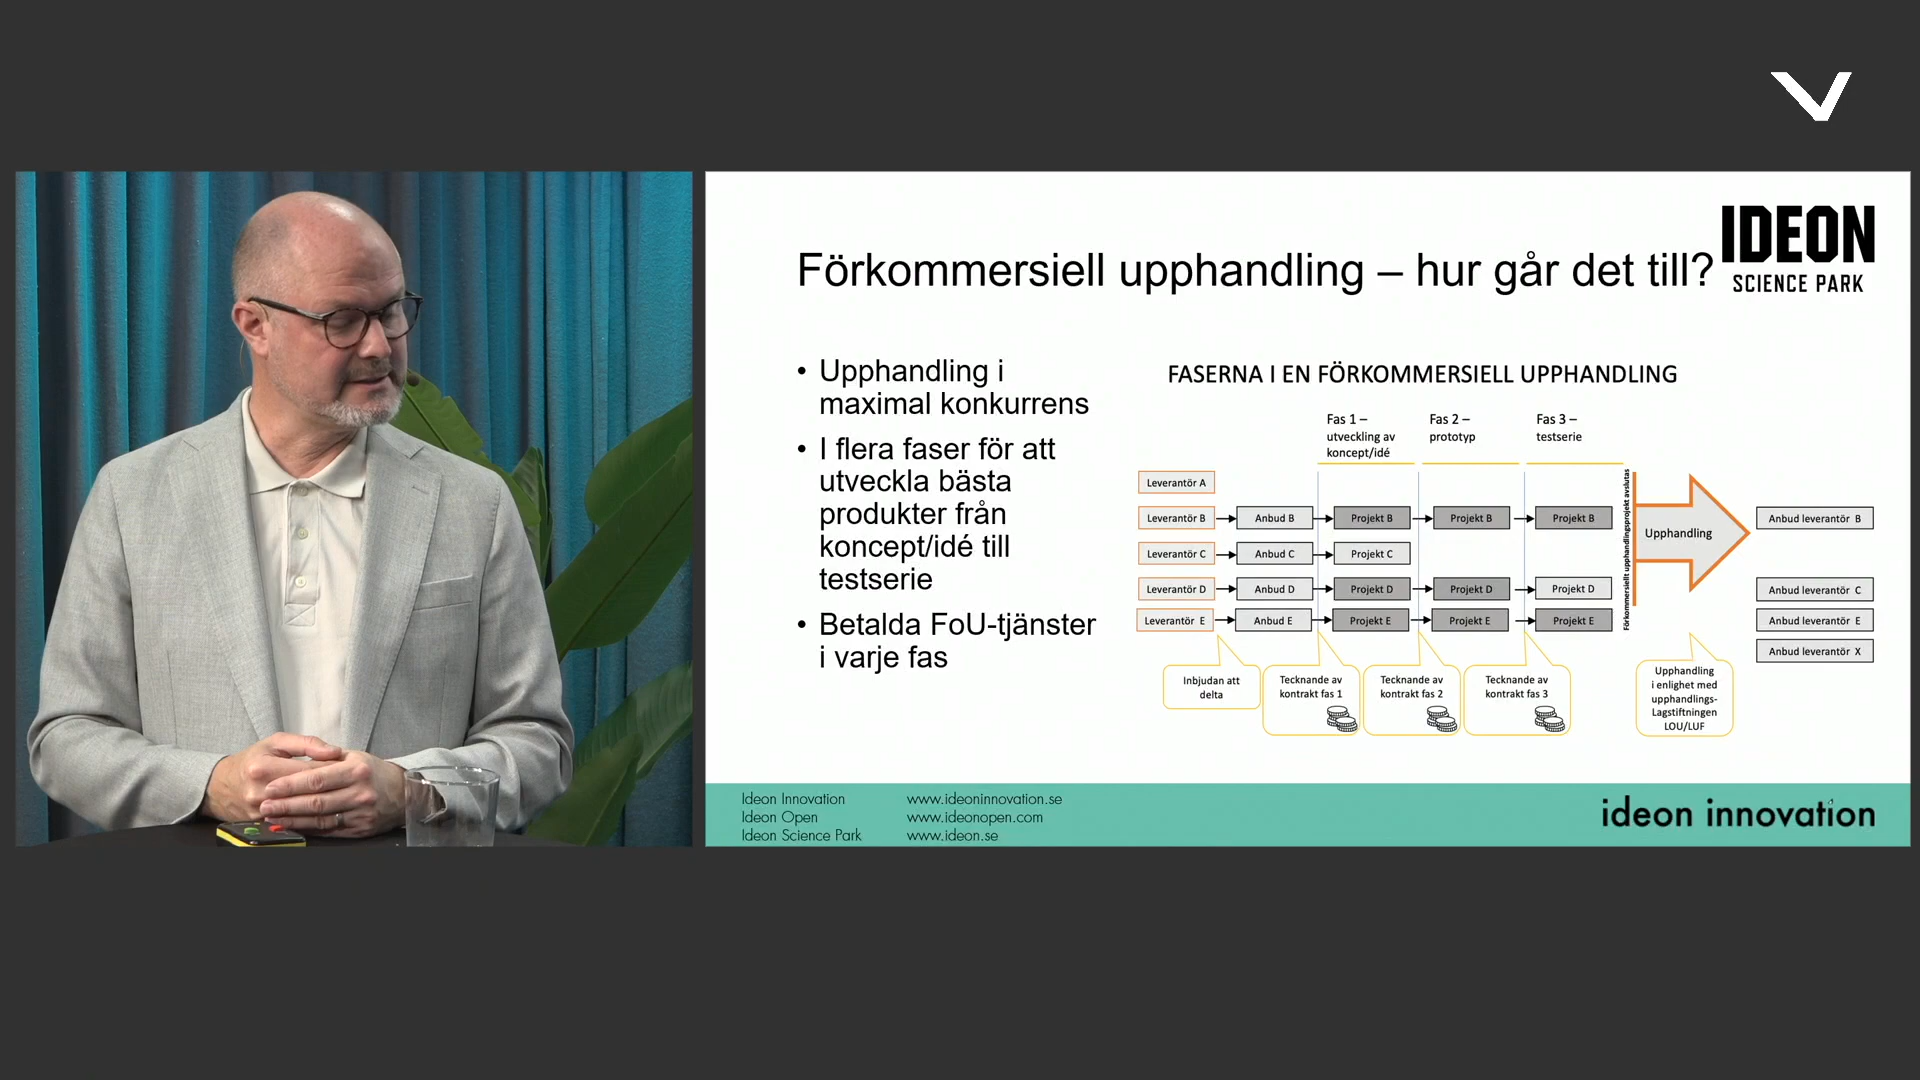 IDEON
SCIENCE PARK
Förkommersiell upphandling – hur går det till?
• Upphandling i
maximal konkurrens
• I flera faser för att
utveckla bästa
produkter från
koncept/idé till
testserie
• Betalda FoU-tjänster
i varje fas
FASERNA I EN FÖRKOMMERSIELL UPPHANDLING
Fas 1 –
utveckling av
koncept/idé
Fas 2 –
prototyp
Fas 3 –
testserie
Leverantör A
Leverantör B
Anbud B
Projekt B
Projekt B
Projekt B
Leverantör C
Anbud C
Projekt C
Leverantör D
Anbud D
Projekt D
Projekt D
Projekt D
Leverantör E
Anbud E
Projekt E
Projekt E
Projekt E
Förkommersiellt upphandlingsprojekt avslutas
Upphandling
Anbud leverantör B
Anbud leverantör C
Anbud leverantör E
Anbud leverantör X
Inbjudan att
delta
Tecknande av
kontrakt fas 1
Tecknande av
kontrakt fas 2
Tecknande av
kontrakt fas 3
Upphandling
i enlighet med
upphandlings-
Lagstiftningen
LOU/LUF
Ideon Innovation www.ideoninnovation.se
Ideon Open www.ideonopen.com
Ideon Science Park www.ideon.se
ideon innovation